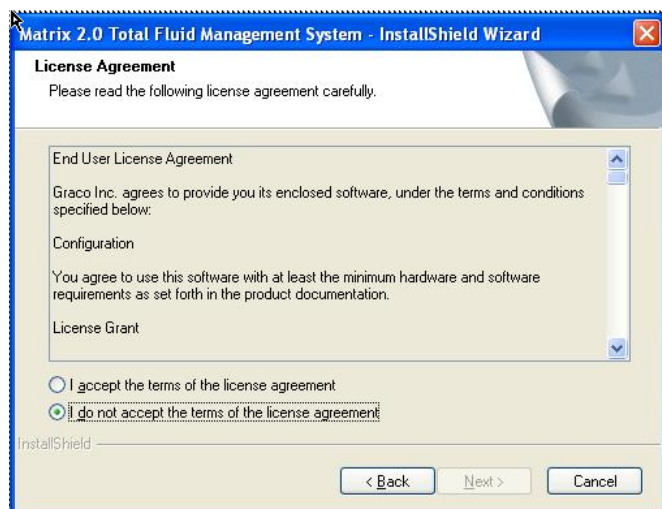 Matrix 2.0 Total Fluid Management System - InstallShield Wizard
License Agreement
Please read the following license agreement carefully.
End User License Agreement
Graco Inc. agrees to provide you its enclosed software, under the terms and conditions
specified below:
Configuration
You agree to use this software with at least the minimum hardware and software
requirements as set forth in the product documentation.
License Grant
I accept the terms of the license agreement
I do not accept the terms of the license agreement
InstallShield
< Back Next > Cancel